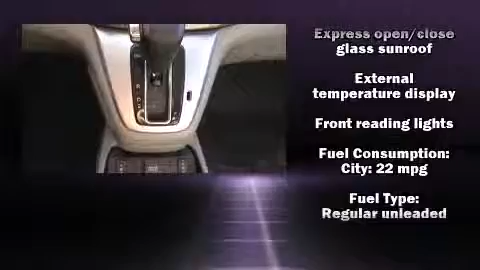 Express open/close
glass sunroof
External
temperature display
Front reading lights
Fuel Consumption:
City: 22 mpg
Fuel Type:
Regular unleaded